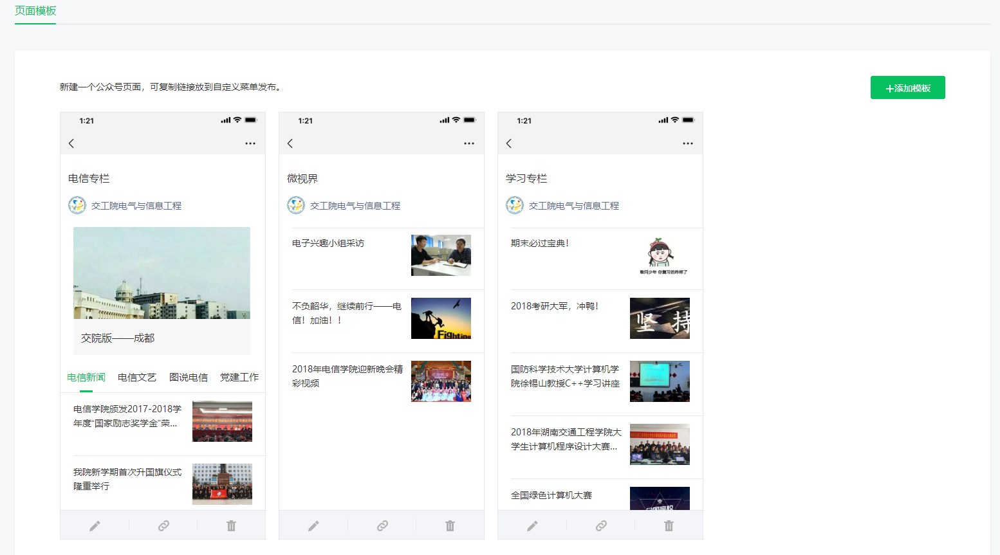 页面模板
新建一个公众号页面，可复制链接放到自定义菜单发布。
+添加模板
1:21
电信专栏
交工院电气与信息工程
交院版——成都
电信新闻 电信文艺 图说电信 党建工作
电信学院颁发2017-2018学
年度“国家励志奖学金”荣...
我院新学期首次升国旗仪式
隆重举行
1:21
微视界
交工院电气与信息工程
电子兴趣小组采访
不负韶华，继续前行——电
信！加油！！
Fighting
2018年电信学院迎新晚会精
彩视频
1:21
学习专栏
交工院电气与信息工程
期末必过宝典！
敢问少年 你复习的咋样了
2018考研大军，冲鸭！
坚持
国防科学技术大学计算机学
院徐锡山教授C++学习讲座
2018年湖南交通工程学院大
学生计算机程序设计大赛...
全国绿色计算机大赛